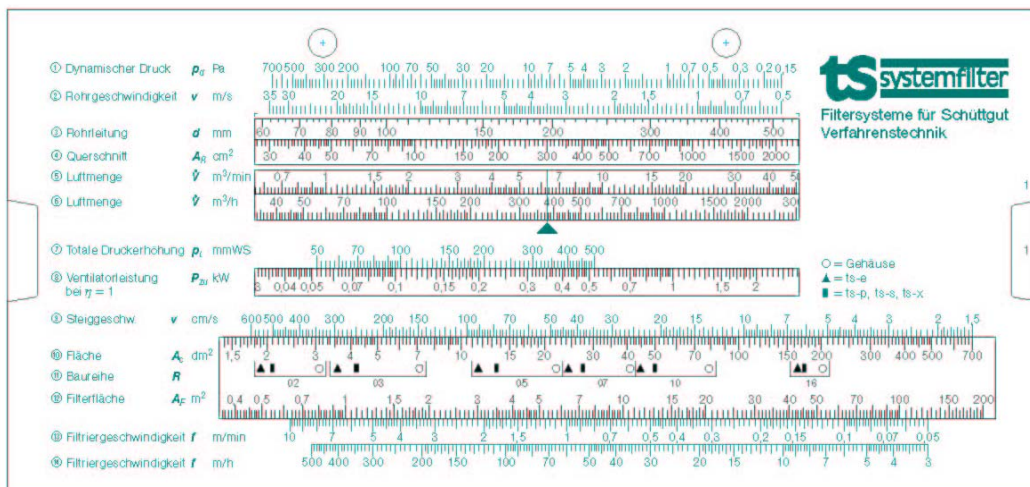 ① Dynamischer Druck p_d Pa 700 500 300 200 100 70 50 30 20 10 7 5 4 3 2 1 0,7 0,5 0,3 0,2 0,15
② Rohrgeschwindigkeit v m/s 35 30 20 15 10 7 5 4 3 2 1 0,7 0,5
ts systemfilter
Filtersysteme für Schüttgut
Verfahrenstechnik
③ Rohrleitung d mm 60 70 80 90 100 150 200 300 400 500
④ Querschnitt A_R cm² 30 40 50 70 100 150 200 300 400 500 700 1000 1500 2000
⑤ Luftmenge V̇ m³/min 0,7 1 1,5 2 3 4 5 7 10 15 20 30 40 5
⑥ Luftmenge V̇ m³/h 40 50 70 100 150 200 300 400 500 700 1000 1500 2000 300
⑦ Totale Druckerhöhung p_t mmWS 50 70 100 150 200 300 400 500
⑧ Ventilatorleistung P_zu kW 3 0,04 0,05 0,07 0,1 0,2 0,3 0,4 0,5 0,7 1 1,5 2
bei η = 1
○ = Gehäuse
▲ = ts-e
■ = ts-p, ts-s, ts-x
Steiggeschw. v cm/s 600 500 400 300 200 150 100 70 50 40 30 20 15 10 7 5 4 3 2 1,5
⑩ Fläche A_c dm² 1,5 2 3 4 5 7 10 15 20 30 40 50 70 100 150 200 300 400 500 700
⑪ Baureihe R 02 03 05 07 10 16
⑫ Filterfläche A_F m² 0,4 0,5 0,7 1 1,5 2 3 4 5 7 10 15 20 30 40 50 70 100 150 200
⑬ Filtriergeschwindigkeit f m/min 10 7 5 4 3 2 1,5 1 0,7 0,5 0,4 0,3 0,2 0,15 0,1 0,07 0,05
Filtriergeschwindigkeit f m/h 500 400 300 200 150 100 70 50 40 30 20 15 10 7 5 4 3